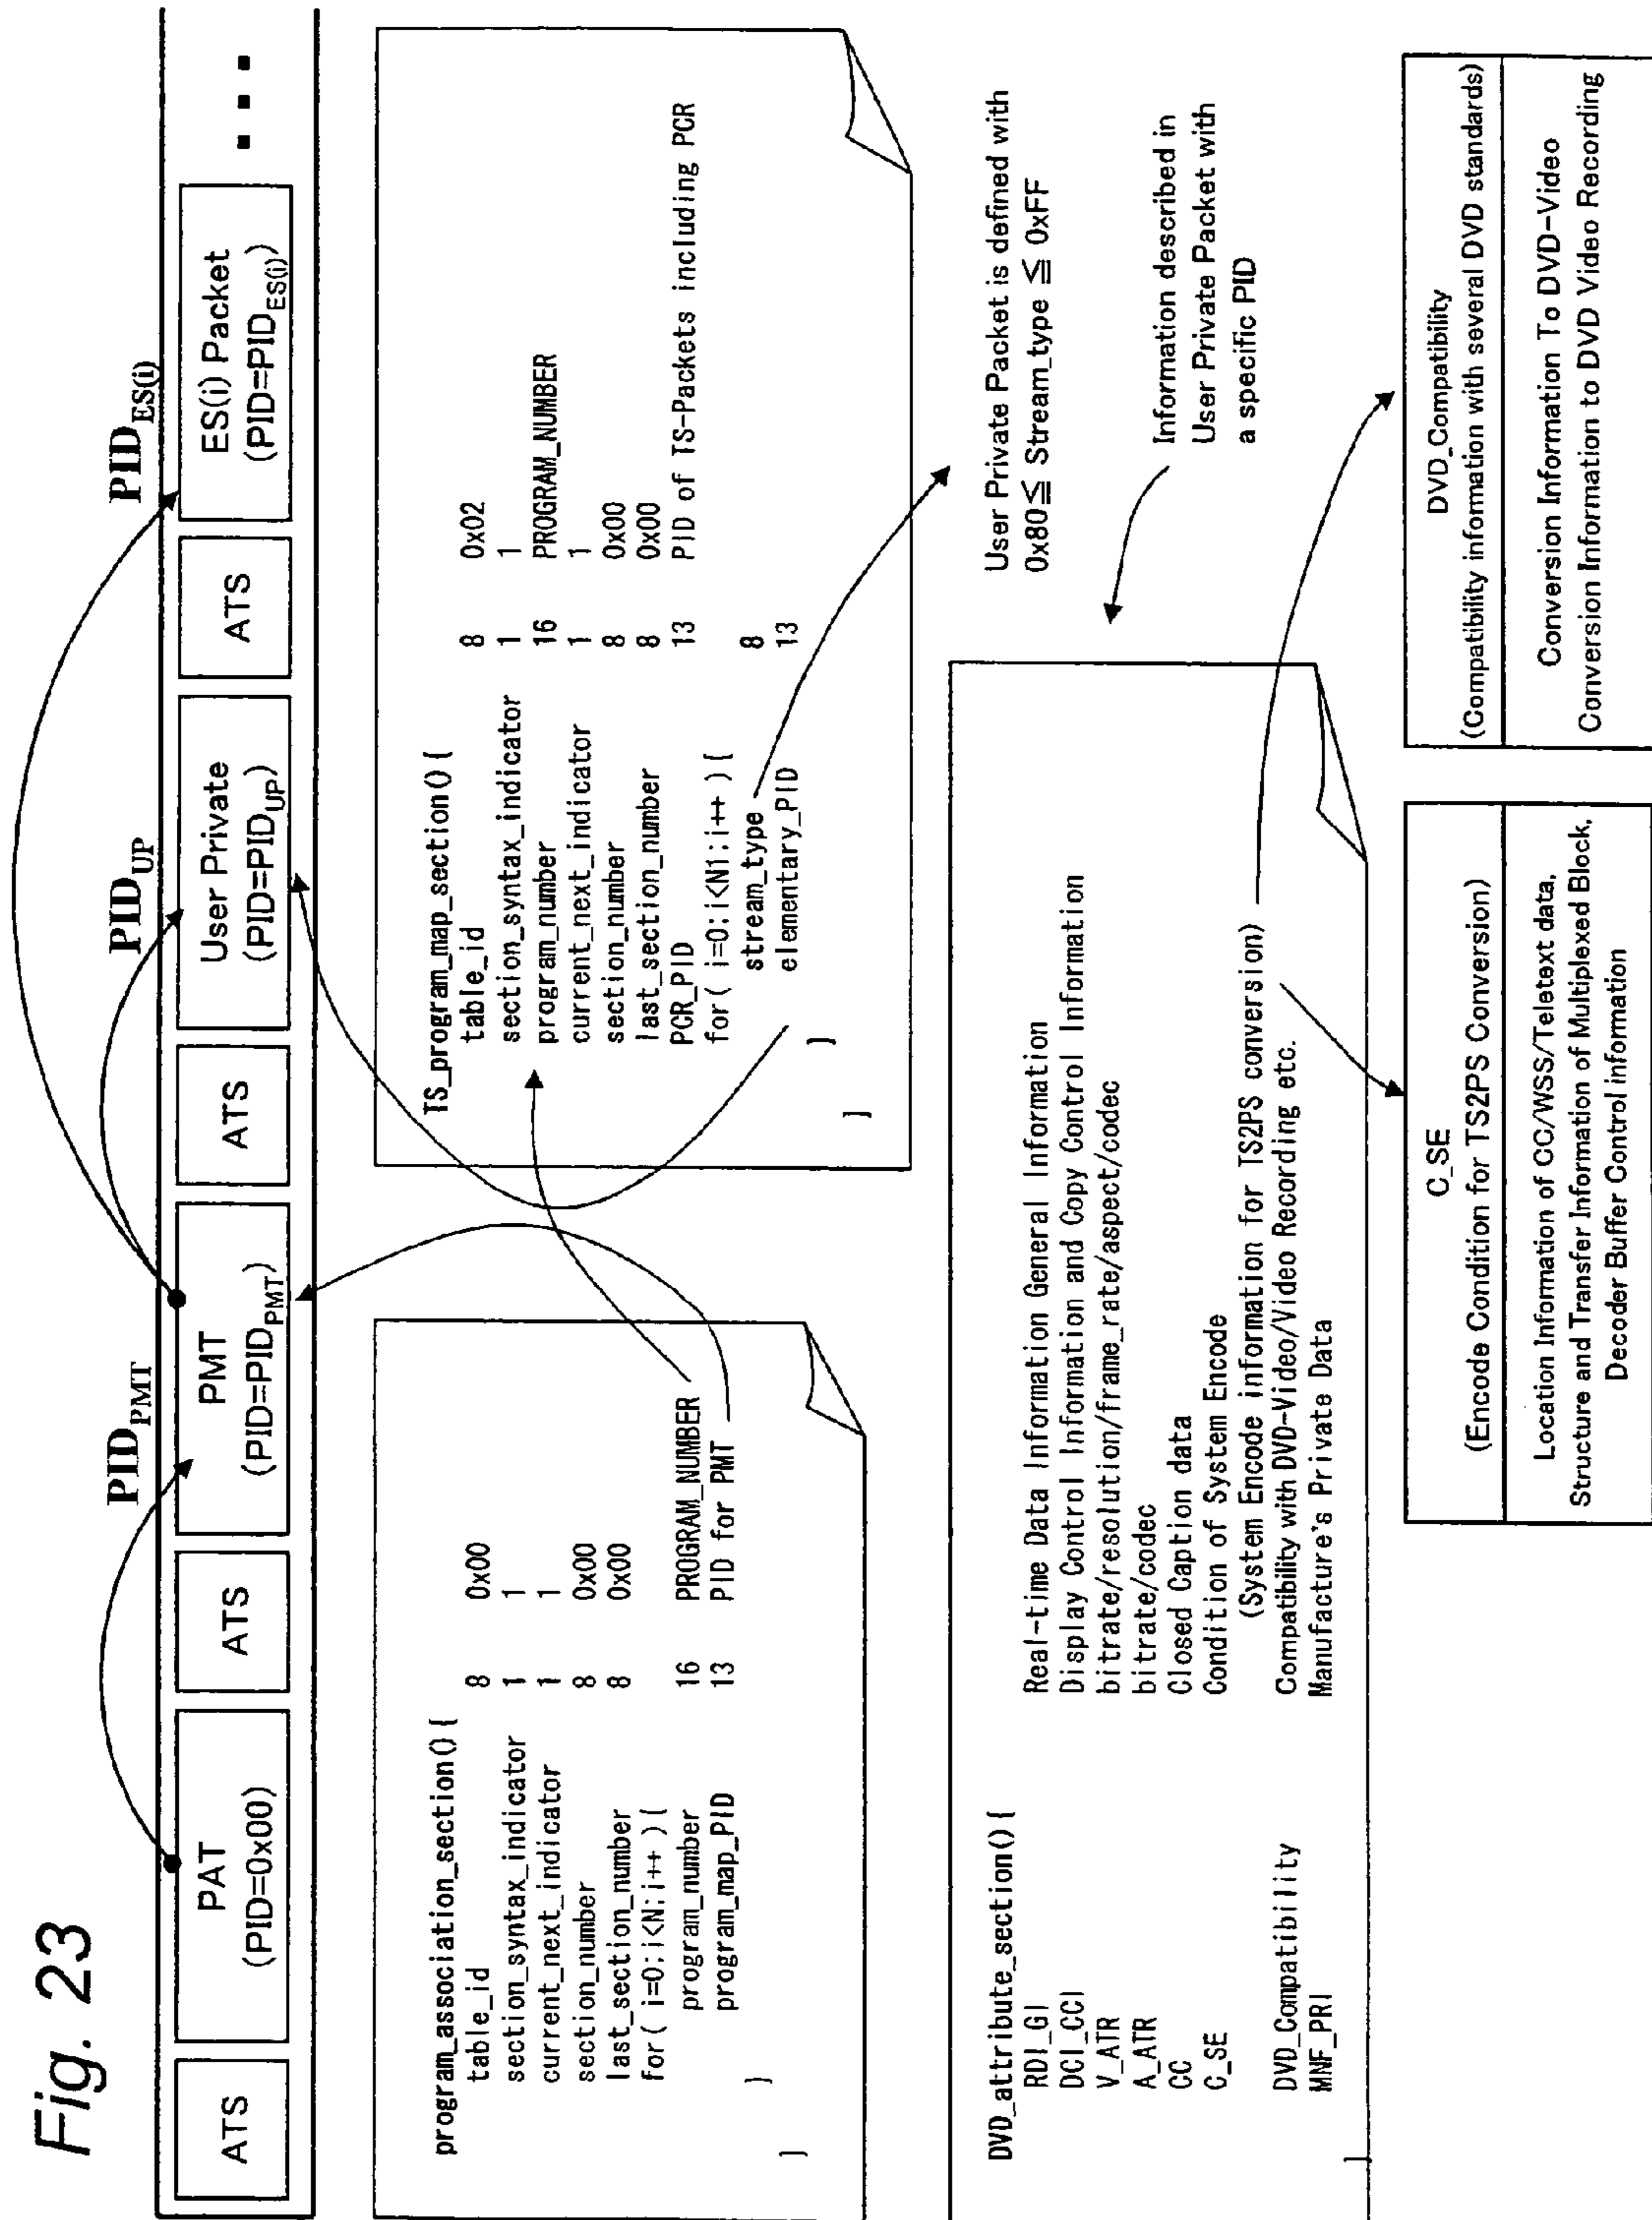 Fig. 23
PID_PMT
PID_UP
PID_ES(i)
ATS
PAT
(PID=0x00)
ATS
PMT
(PID=PID_PMT)
ATS
User Private
(PID=PID_UP)
ATS
ES(i) Packet
(PID=PID_ES(i))
program_association_section() {
table_id 8 0x00
section_syntax_indicator 1 1
current_next_indicator 1 1
section_number 8 0x00
last_section_number 8 0x00
for( i=0;i<N;i++ ) {
program_number 16 PROGRAM_NUMBER
program_map_PID 13 PID for PMT
}
}
TS_program_map_section() {
table_id 8 0x02
section_syntax_indicator 1 1
program_number 16 PROGRAM_NUMBER
current_next_indicator 1 1
section_number 8 0x00
last_section_number 8 0x00
PCR_PID 13 PID of TS-Packets including PCR
for( i=0;i<N1;i++ ) {
stream_type 8
elementary_PID 13
}
}
User Private Packet is defined with
0x80≦ Stream_type ≦ 0xFF
DVD_attribute_section() {
RDI_GI Real-time Data Information General Information
DCI_CCI Display Control Information and Copy Control Information
V_ATR bitrate/resolution/frame_rate/aspect/codec
A_ATR bitrate/codec
CC Closed Caption data
C_SE Condition of System Encode
(System Encode information for TS2PS conversion)
DVD_Compatibility Compatibility with DVD-Video/Video Recording etc.
MNF_PRI Manufacture's Private Data
}
Information described in
User Private Packet with
a specific PID
C_SE
(Encode Condition for TS2PS Conversion)
Location Information of CC/WSS/Teletext data,
Structure and Transfer Information of Multiplexed Block,
Decoder Buffer Control information
DVD_Compatibility
(Compatibility information with several DVD standards)
Conversion Information To DVD-Video
Conversion Information to DVD Video Recording